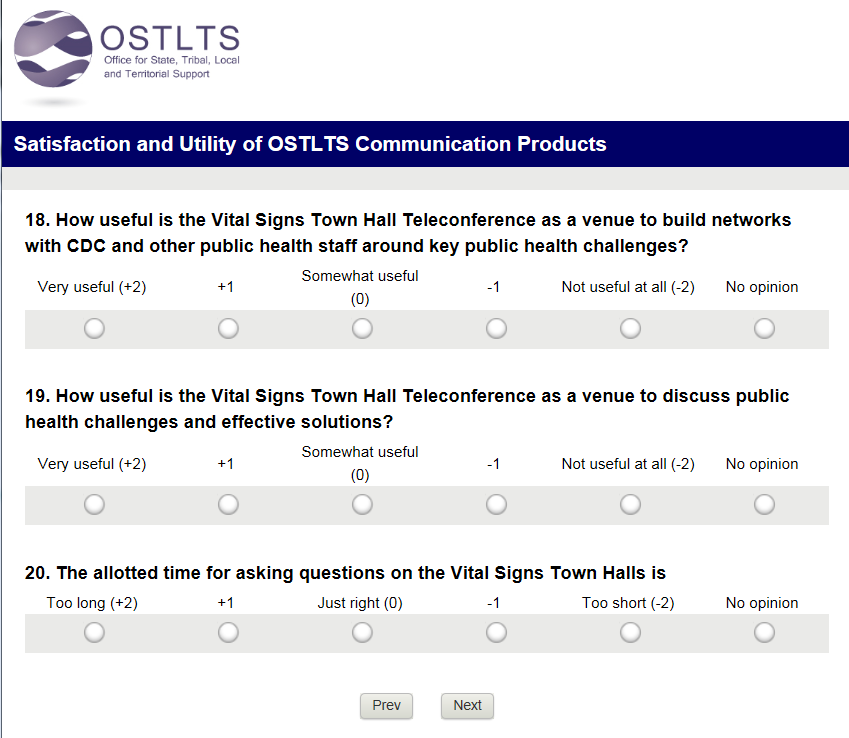 OSTLTS
Office for State, Tribal, Local
and Territorial Support
Satisfaction and Utility of OSTLTS Communication Products
18. How useful is the Vital Signs Town Hall Teleconference as a venue to build networks
with CDC and other public health staff around key public health challenges?
Very useful (+2) +1 Somewhat useful (0) -1 Not useful at all (-2) No opinion
19. How useful is the Vital Signs Town Hall Teleconference as a venue to discuss public
health challenges and effective solutions?
Very useful (+2) +1 Somewhat useful (0) -1 Not useful at all (-2) No opinion
20. The allotted time for asking questions on the Vital Signs Town Halls is
Too long (+2) +1 Just right (0) -1 Too short (-2) No opinion
Prev Next